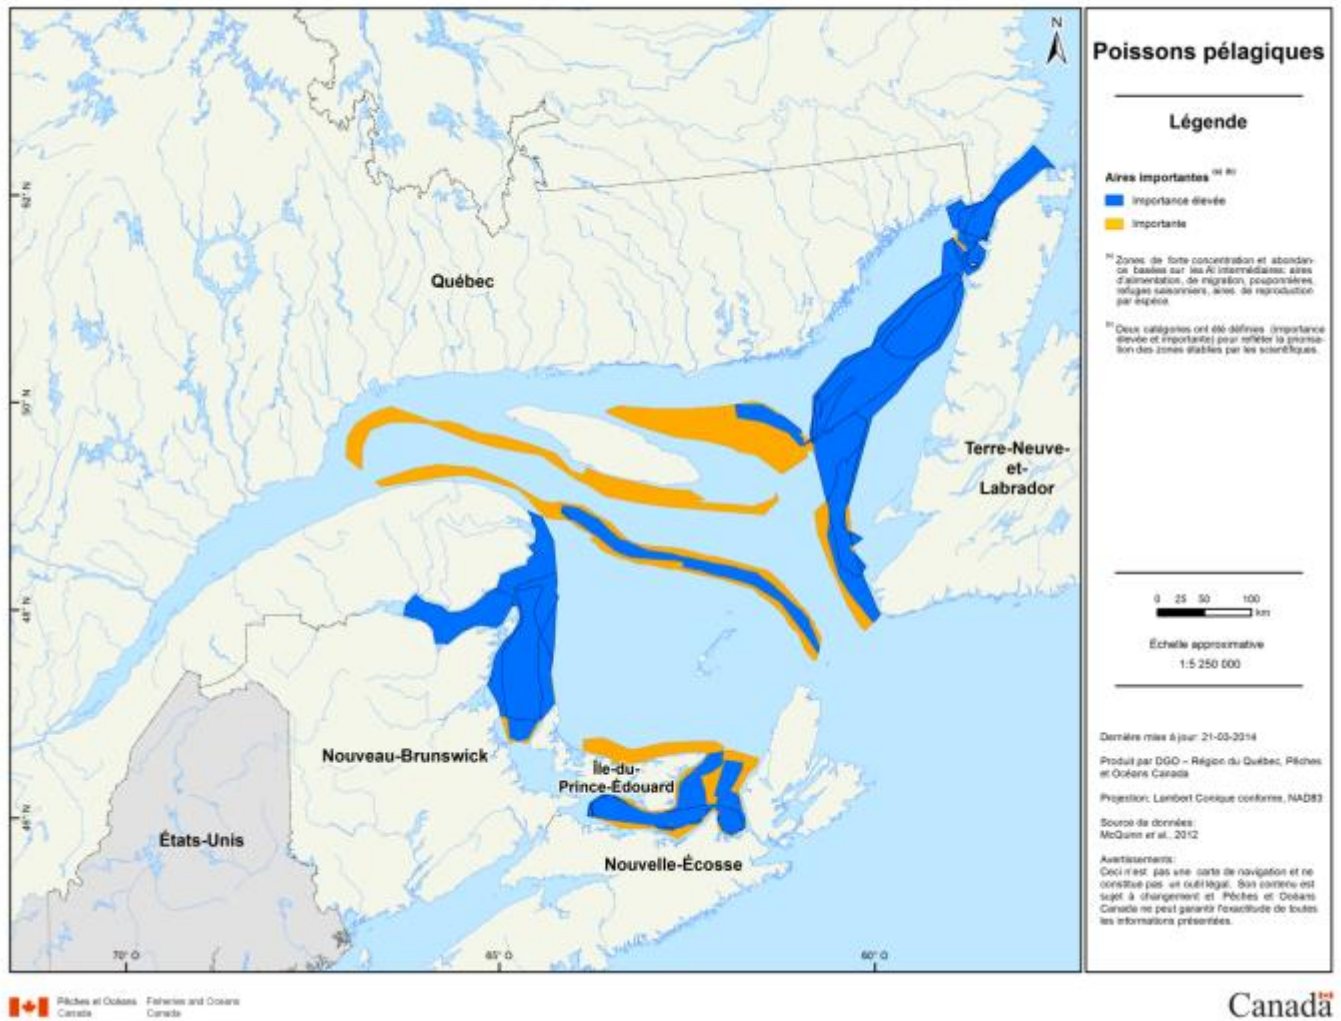 N
Poissons pélagiques
Légende
Aires importantes (a) (b)
Importance élevée
Importante
(a) Zones de forte concentration et abondan-
ce basées sur les AI intermédiaires: aires
d'alimentation, de migration, pouponnières,
refuges saisonniers, aires de reproduction
par espèce.
(b) Deux catégories ont été définies (importance
élevée et importante) pour refléter la prioris-
tion des zones établies par les scientifiques.
52° N
50° N
48° N
46° N
Québec
Terre-Neuve-
et-
Labrador
Nouveau-Brunswick
Île-du-
Prince-Édouard
États-Unis
Nouvelle-Écosse
70° O
65° O
60° O
0 25 50 100
km
Échelle approximative
1:5 250 000
Dernière mise à jour: 21-03-2014
Produit par DGO – Région du Québec, Pêches
et Océans Canada
Projection: Lambert Conique conforme, NAD83
Source de données:
McQuinn et al., 2012
Avertissements:
Ceci n'est pas une carte de navigation et ne
constitue pas un outil légal. Son contenu est
sujet à changement et Pêches et Océans
Canada ne peut garantir l'exactitude de toutes
les informations présentées.
Pêches et Océans Fisheries and Oceans
Canada Canada
Canada